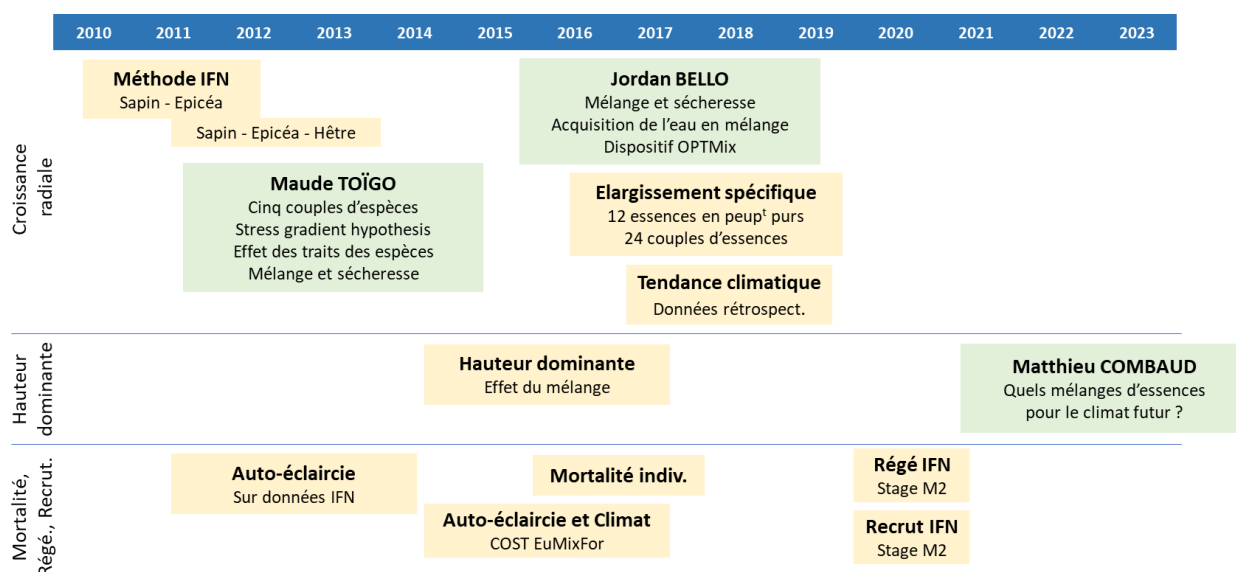 2010 2011 2012 2013 2014 2015 2016 2017 2018 2019 2020 2021 2022 2023
Croissance
radiale
Méthode IFN
Sapin - Epicéa
Sapin - Epicéa - Hêtre
Maude TOÏGO
Cinq couples d'espèces
Stress gradient hypothesis
Effet des traits des espèces
Mélange et sécheresse
Jordan BELLO
Mélange et sécheresse
Acquisition de l'eau en mélange
Dispositif OPTMix
Elargissement spécifique
12 essences en peupᵗ purs
24 couples d'essences
Tendance climatique
Données rétrospect.
Hauteur
dominante
Hauteur dominante
Effet du mélange
Matthieu COMBAUD
Quels mélanges d'essences
pour le climat futur ?
Mortalité,
Régé., Recrut.
Auto-éclaircie
Sur données IFN
Mortalité indiv.
Auto-éclaircie et Climat
COST EuMixFor
Régé IFN
Stage M2
Recrut IFN
Stage M2